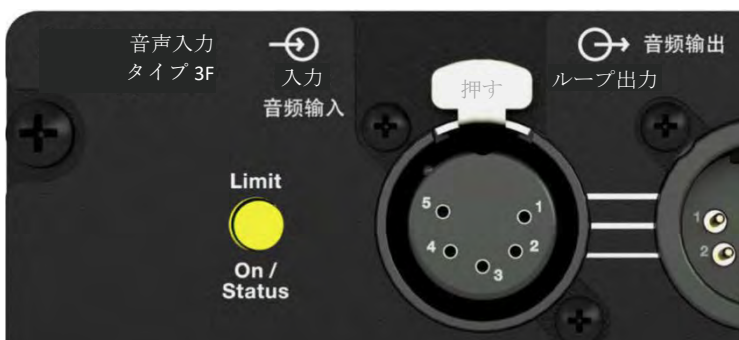 音声入力
タイプ 3F
入力
音频输入
押す
音频输出
ループ出力
Limit
On /
Status
5
1
4
2
3
1
2